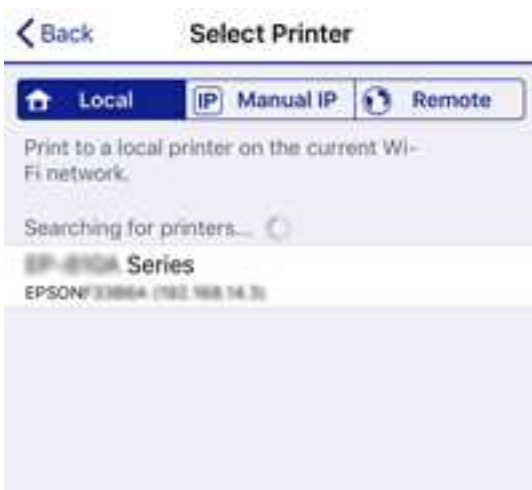 Back Select Printer
Local IP Manual IP Remote
Print to a local printer on the current Wi-
Fi network.
Searching for printers...
Series
EPSON